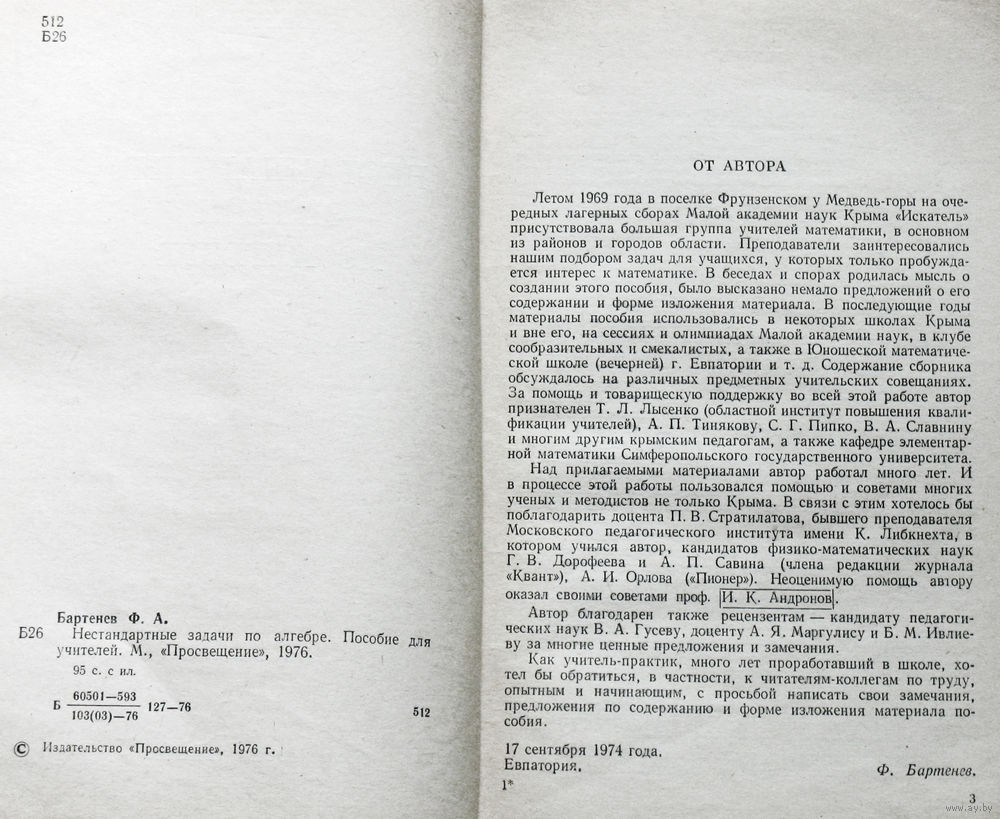 512
Б26
Бартенев Ф. А.
Б26 Нестандартные задачи по алгебре. Пособие для
учителей. М., «Просвещение», 1976.
95 с. с ил.
Б 60501—593
103(03)—76 127—76
512
© Издательство «Просвещение», 1976 г.
ОТ АВТОРА
Летом 1969 года в поселке Фрунзенском у Медведь-горы на оче-
редных лагерных сборах Малой академии наук Крыма «Искатель»
присутствовала большая группа учителей математики, в основном
из районов и городов области. Преподаватели заинтересовались
нашим подбором задач для учащихся, у которых только пробужда-
ется интерес к математике. В беседах и спорах родилась мысль о
создании этого пособия, было высказано немало предложений о его
содержании и форме изложения материала. В последующие годы
материалы пособия использовались в некоторых школах Крыма
и вне его, на сессиях и олимпиадах Малой академии наук, в клубе
сообразительных и смекалистых, а также в Юношеской математиче-
ской школе (вечерней) г. Евпатории и т. д. Содержание сборника
обсуждалось на различных предметных учительских совещаниях.
За помощь и товарищескую поддержку во всей этой работе автор
признателен Т. Л. Лысенко (областной институт повышения квали-
фикации учителей), А. П. Тинякову, С. Г. Пипко, В. А. Славнину
и многим другим крымским педагогам, а также кафедре элементар-
ной математики Симферопольского государственного университета.
Над прилагаемыми материалами автор работал много лет. И
в процессе этой работы пользовался помощью и советами многих
ученых и методистов не только Крыма. В связи с этим хотелось бы
поблагодарить доцента П. В. Стратилатова, бывшего преподавателя
Московского педагогического института имени К. Либкнехта, в
котором учился автор, кандидатов физико-математических наук
Г. В. Дорофеева и А. П. Савина (члена редакции журнала
«Квант»), А. И. Орлова («Пионер»). Неоценимую помощь автору
оказал своими советами проф. И. К. Андронов.
Автор благодарен также рецензентам — кандидату педагоги-
ческих наук В. А. Гусеву, доценту А. Я. Маргулису и Б. М. Ивлие-
ву за многие ценные предложения и замечания.
Как учитель-практик, много лет проработавший в школе, хо-
тел бы обратиться, в частности, к читателям-коллегам по труду,
опытным и начинающим, с просьбой написать свои замечания,
предложения по содержанию и форме изложения материала по-
собия.
17 сентября 1974 года.
Евпатория.
Ф. Бартенев.
1*
3
www.ay.by